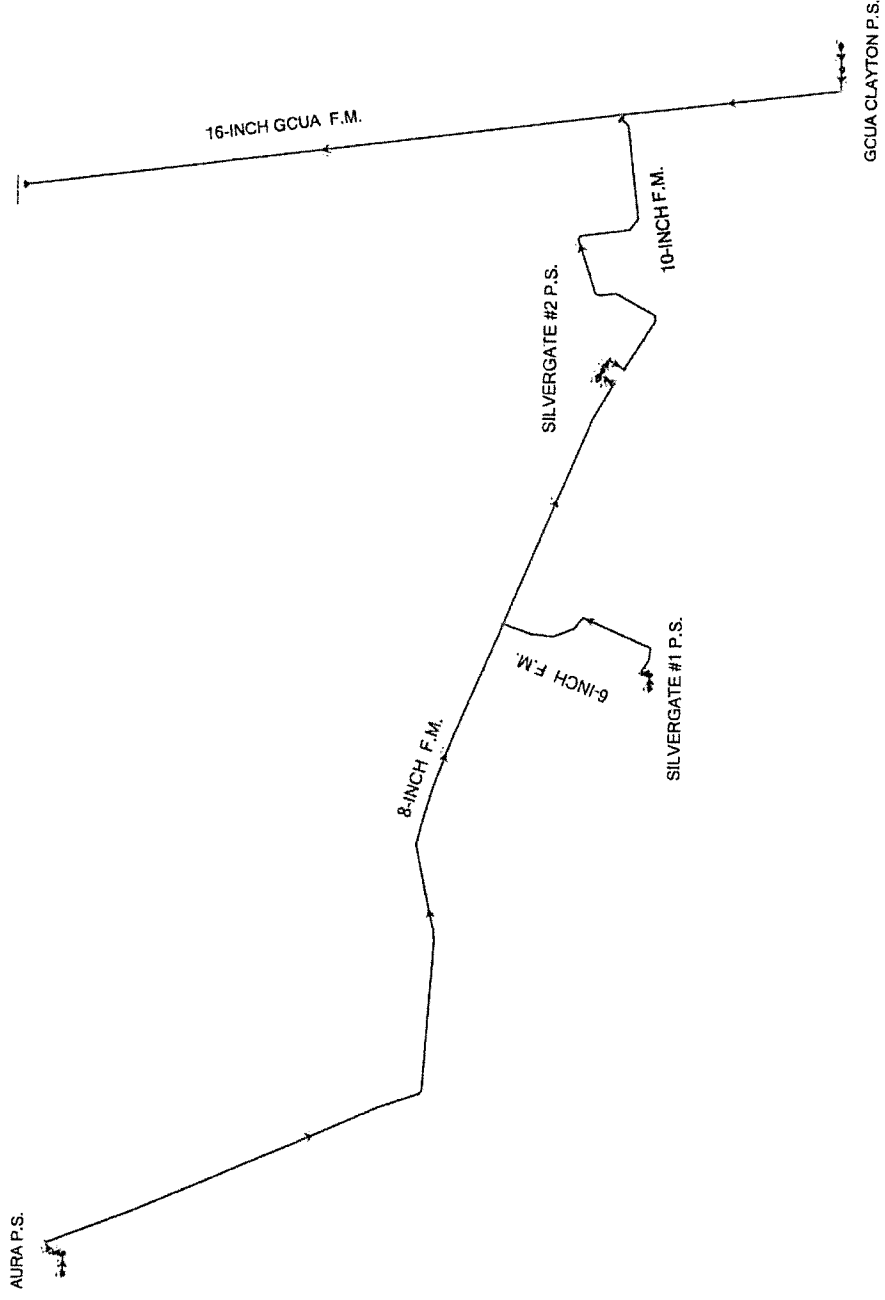 AURA P.S.
8-INCH F.M.
6-INCH F.M.
SILVERGATE #1 P.S.
SILVERGATE #2 P.S.
10-INCH F.M.
16-INCH GCUA F.M.
GCUA CLAYTON P.S.